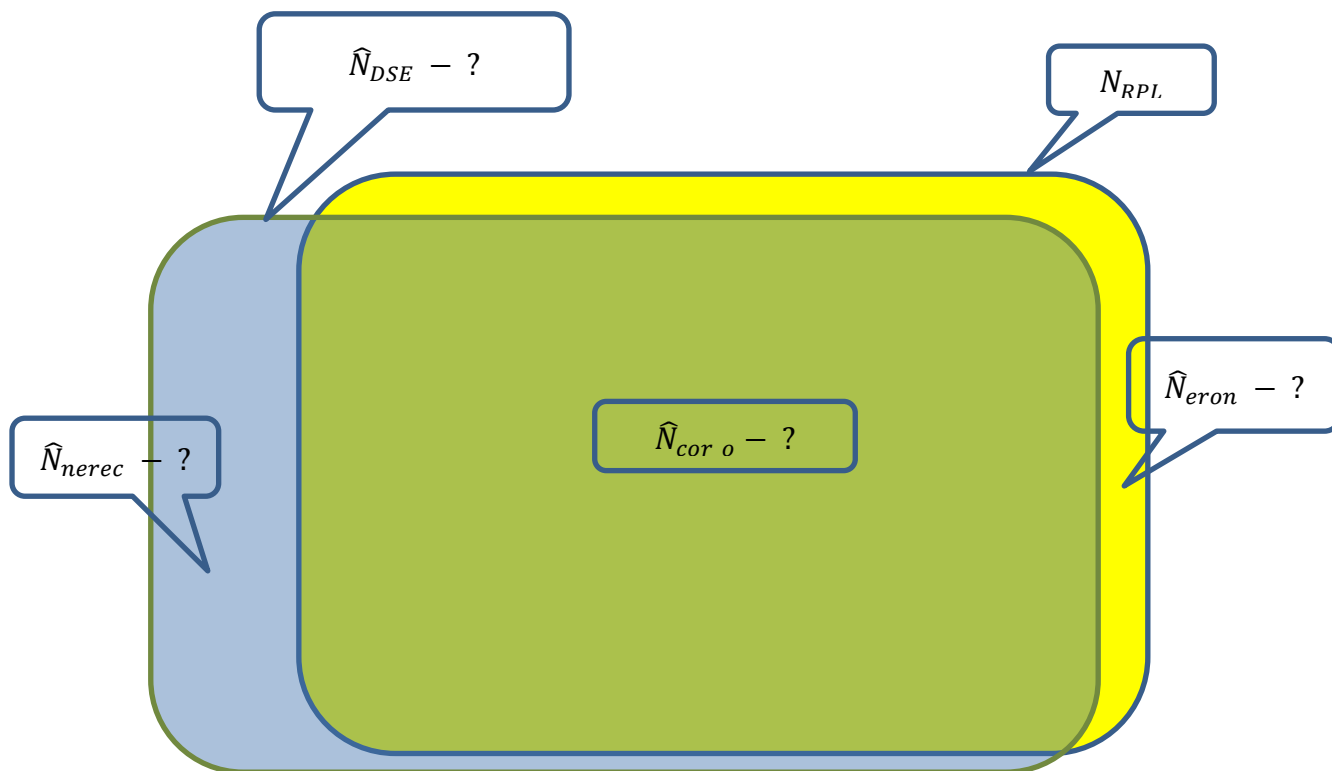 N̂_DSE − ?
N_RPL
N̂_eron − ?
N̂_cor o − ?
N̂_nerec − ?